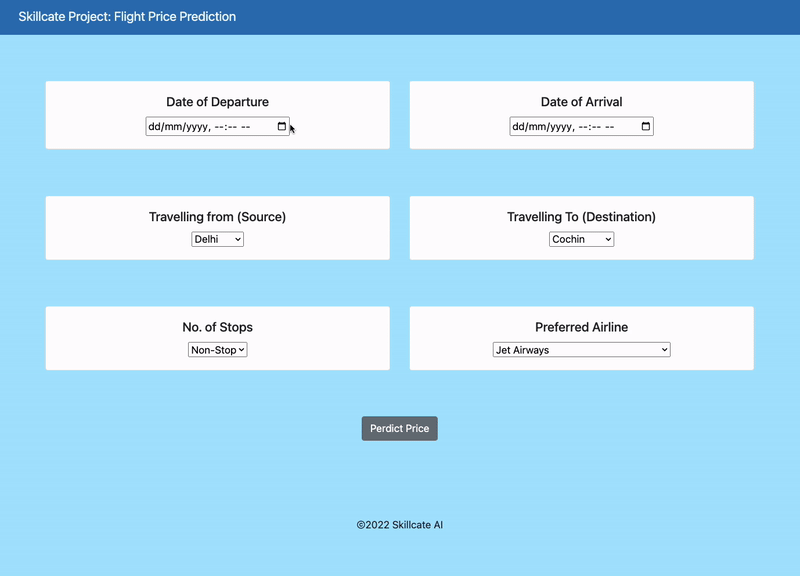 Skillcate Project: Flight Price Prediction
Date of Departure
dd/mm/yyyy, --:-- --
Date of Arrival
dd/mm/yyyy, --:-- --
Travelling from (Source)
Delhi
Travelling To (Destination)
Cochin
No. of Stops
Non-Stop
Preferred Airline
Jet Airways
Perdict Price
©2022 Skillcate AI